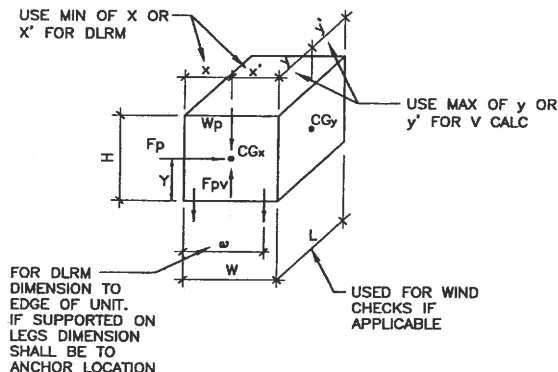 USE MIN OF X OR
X' FOR DLRM
x
x'
y
y'
USE MAX OF y OR
y' FOR V CALC
Wp
CGy
H
Fp
CGx
Y
Fpv
ω
L
W
FOR DLRM
DIMENSION TO
EDGE OF UNIT.
IF SUPPORTED ON
LEGS DIMENSION
SHALL BE TO
ANCHOR LOCATION
USED FOR WIND
CHECKS IF
APPLICABLE